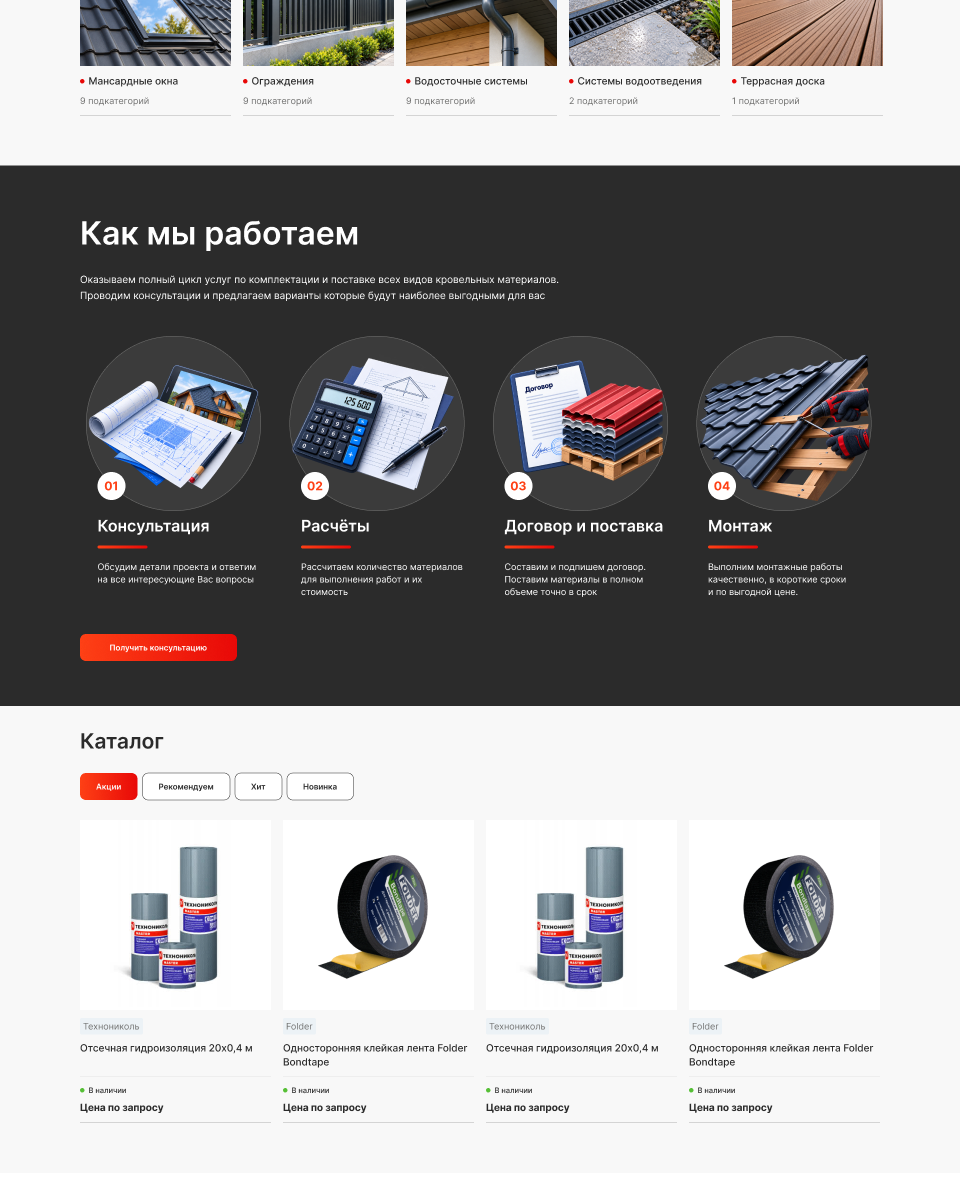 Мансардные окна
9 подкатегорий
Ограждения
9 подкатегорий
Водосточные системы
9 подкатегорий
Системы водоотведения
2 подкатегорий
Террасная доска
1 подкатегорий
Как мы работаем
Оказываем полный цикл услуг по комплектации и поставке всех видов кровельных материалов.
Проводим консультации и предлагаем варианты которые будут наиболее выгодными для вас
01
Консультация
Обсудим детали проекта и ответим
на все интересующие Вас вопросы
125 600
02
Расчёты
Рассчитаем количество материалов
для выполнения работ и их
стоимость
Договор
03
Договор и поставка
Составим и подпишем договор.
Поставим материалы в полном
объеме точно в срок
04
Монтаж
Выполним монтажные работы
качественно, в короткие сроки
и по выгодной цене.
Получить консультацию
Каталог
Акции
Рекомендуем
Хит
Новинка
ТЕХНОНИКОЛЬ
MASTER
Технониколь
Отсечная гидроизоляция 20х0,4 м
В наличии
Цена по запросу
FOLDER
Bondtape
Folder
Односторонняя клейкая лента Folder
Bondtape
В наличии
Цена по запросу
ТЕХНОНИКОЛЬ
MASTER
Технониколь
Отсечная гидроизоляция 20х0,4 м
В наличии
Цена по запросу
FOLDER
Bondtape
Folder
Односторонняя клейкая лента Folder
Bondtape
В наличии
Цена по запросу